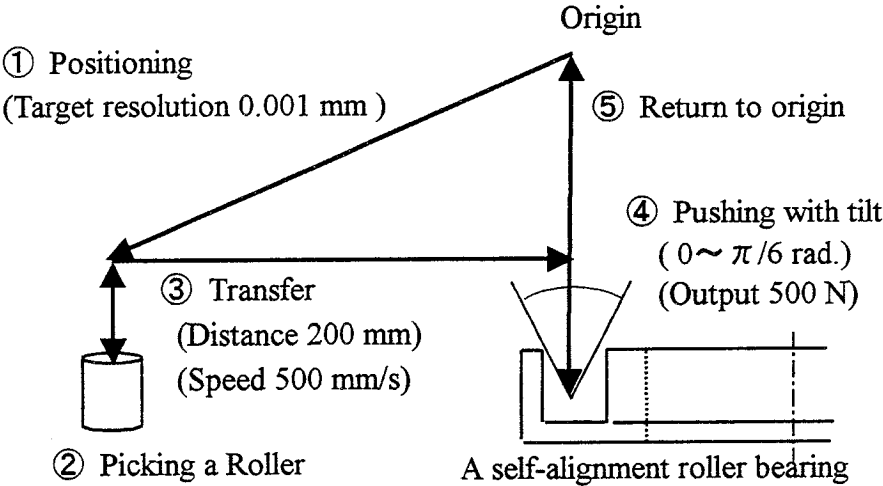 Origin
① Positioning
(Target resolution 0.001 mm )
⑤ Return to origin
④ Pushing with tilt
( 0～ π/6 rad.)
(Output 500 N)
③ Transfer
(Distance 200 mm)
(Speed 500 mm/s)
② Picking a Roller
A self-alignment roller bearing